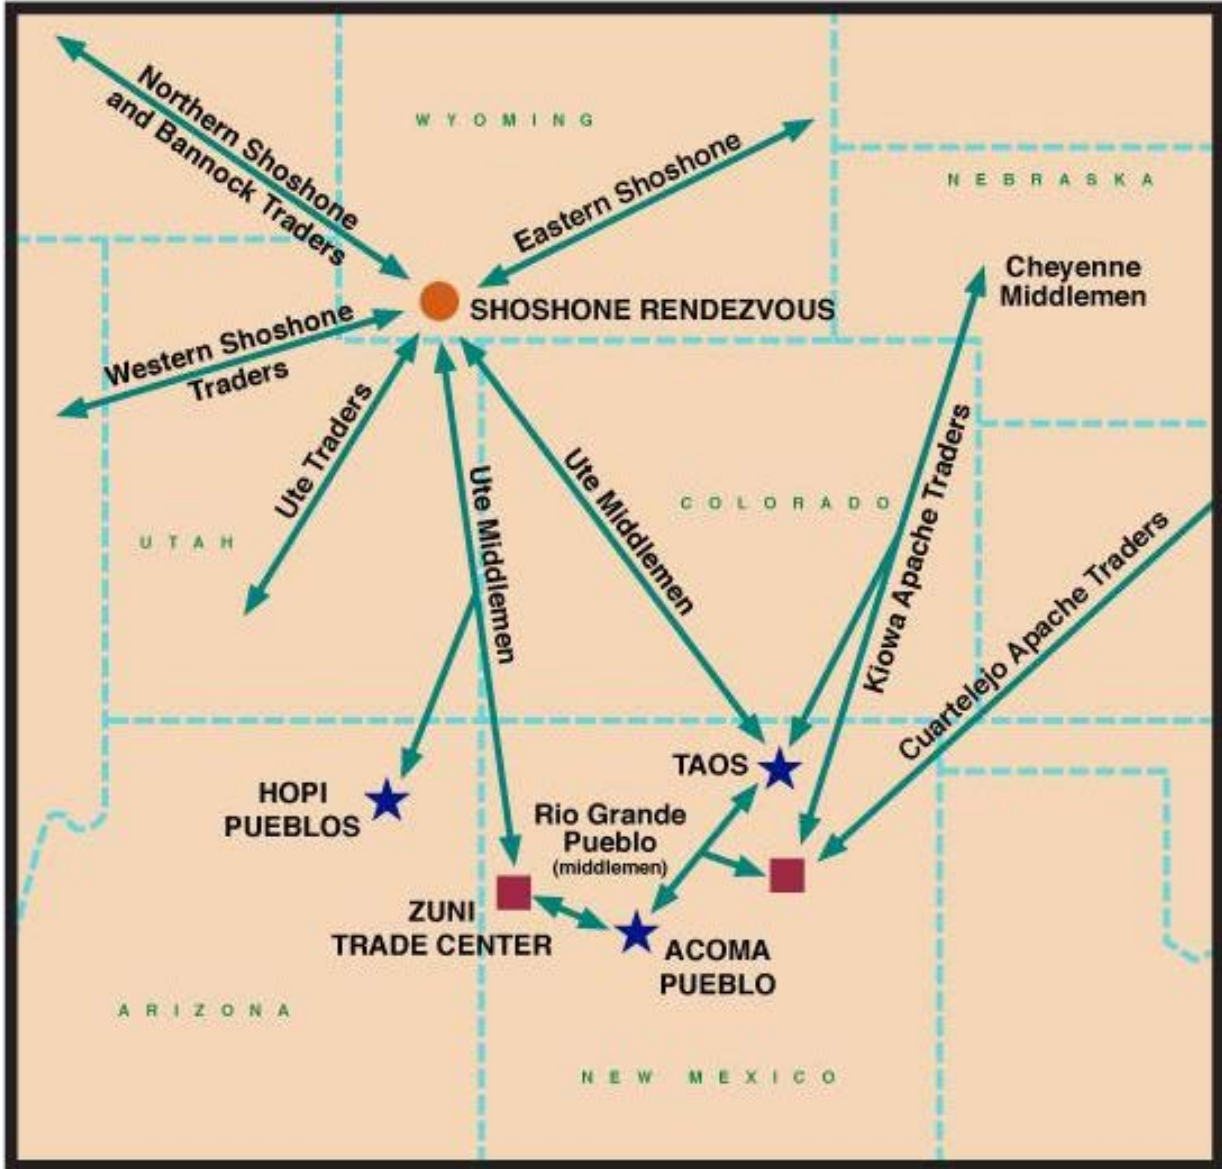 Northern Shoshone
and Bannock Traders
WYOMING
Eastern Shoshone
NEBRASKA
Cheyenne
Middlemen
SHOSHONE RENDEZVOUS
Western Shoshone
Traders
Ute Traders
Ute Middlemen
Ute Middlemen
COLORADO
Kiowa Apache Traders
Cuartelejo Apache Traders
UTAH
TAOS
HOPI
PUEBLOS
Rio Grande
Pueblo
(middlemen)
ZUNI
TRADE CENTER
ACOMA
PUEBLO
ARIZONA
NEW MEXICO